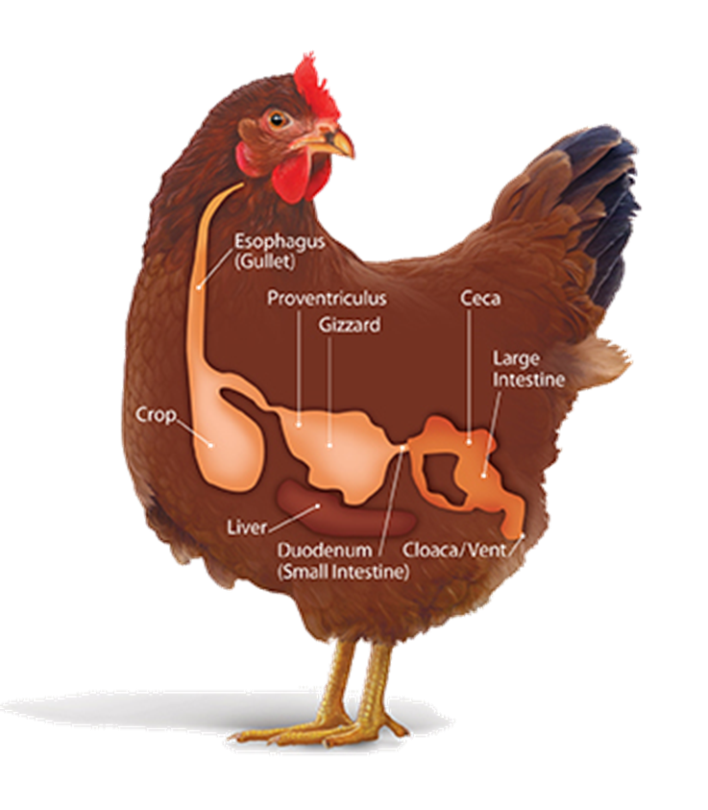 Esophagus
(Gullet)
Proventriculus
Ceca
Gizzard
Large
Intestine
Crop
Liver
Duodenum
(Small Intestine)
Cloaca/Vent